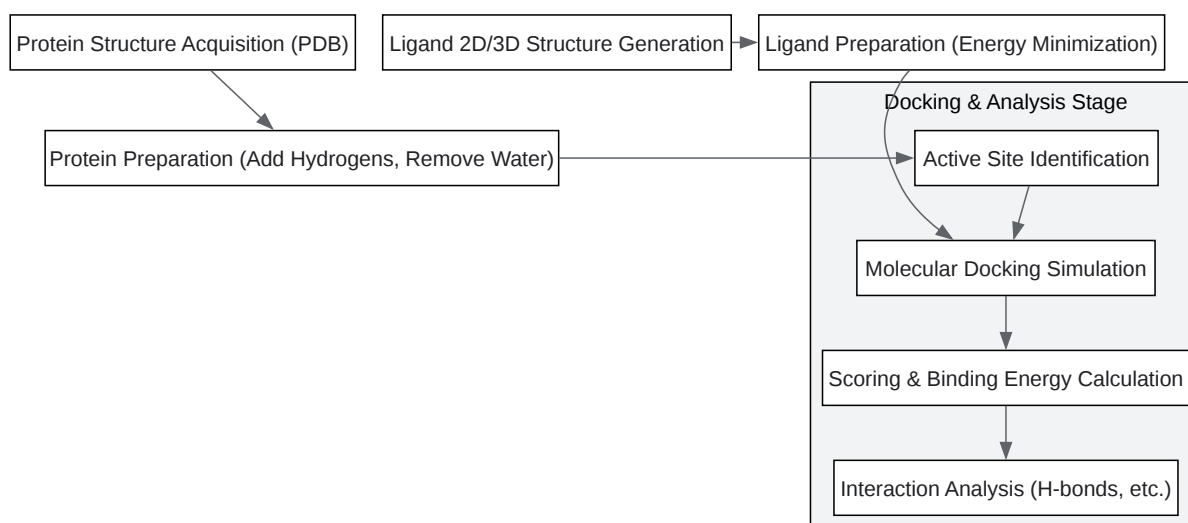 Protein Structure Acquisition (PDB)
Ligand 2D/3D Structure Generation
Ligand Preparation (Energy Minimization)
Docking & Analysis Stage
Protein Preparation (Add Hydrogens, Remove Water)
Active Site Identification
Molecular Docking Simulation
Scoring & Binding Energy Calculation
Interaction Analysis (H-bonds, etc.)